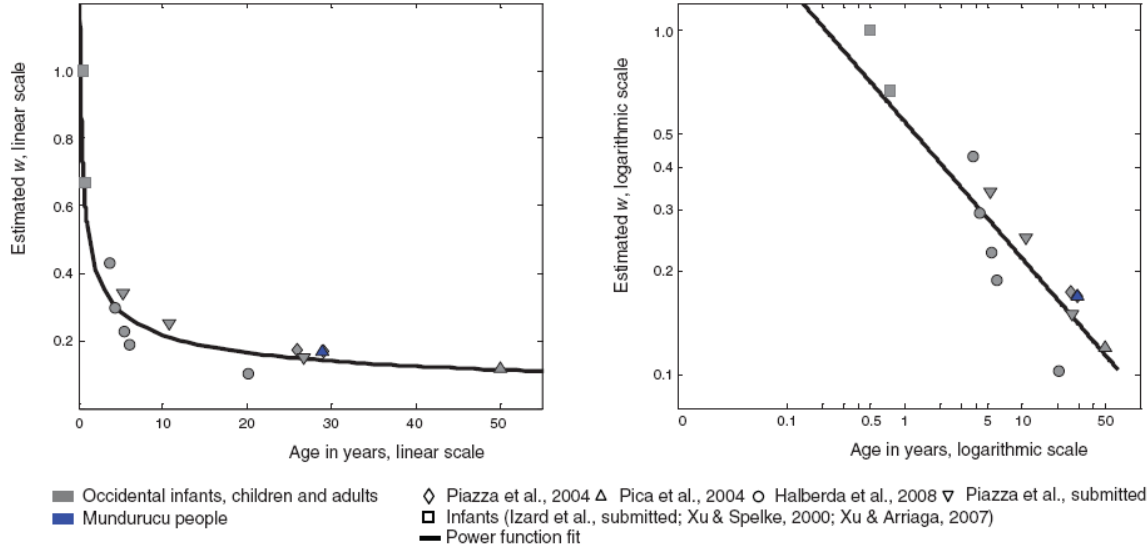 Estimated w, linear scale
1.0
0.8
0.6
0.4
0.2
0 10 20 30 40 50
Age in years, linear scale
Estimated w, logarithmic scale
1.0
0.5
0.4
0.3
0.2
0.1
0 0.1 0.5 1 5 10 50
Age in years, logarithmic scale
Occidental infants, children and adults
Mundurucu people
Piazza et al., 2004 Pica et al., 2004 Halberda et al., 2008 Piazza et al., submitted
Infants (Izard et al., submitted; Xu & Spelke, 2000; Xu & Arriaga, 2007)
Power function fit